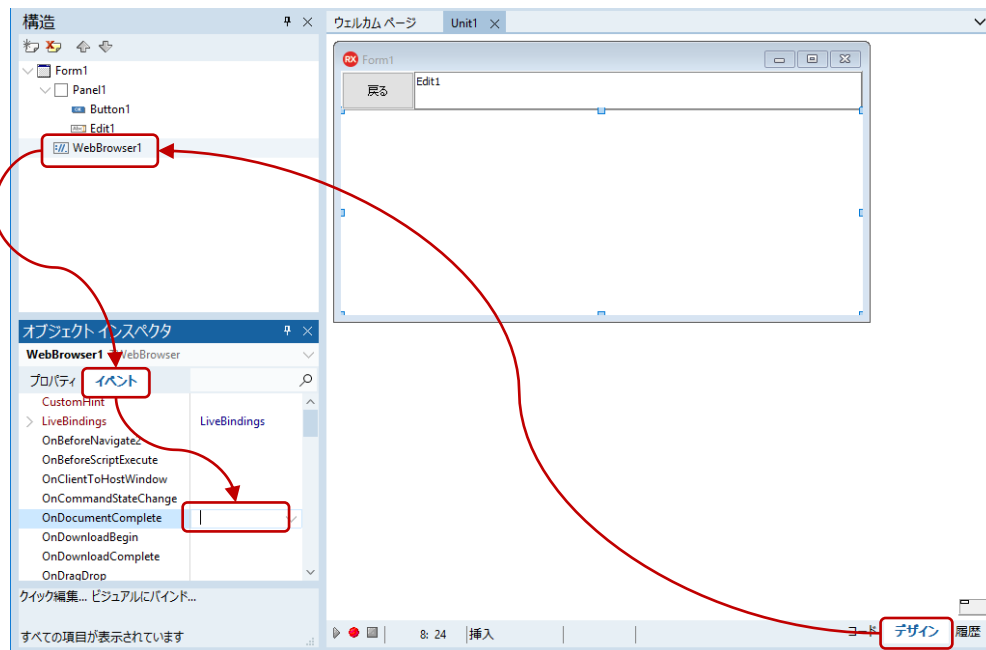 構造
Form1
Panel1
Button1
Edit1
WebBrowser1
オブジェクト インスペクタ
WebBrowser1 TWebBrowser
プロパティ イベント
CustomHint
LiveBindings LiveBindings
OnBeforeNavigate2
OnBeforeScriptExecute
OnClientToHostWindow
OnCommandStateChange
OnDocumentComplete
OnDownloadBegin
OnDownloadComplete
OnDragDrop
クイック編集... ビジュアルにバインド...
すべての項目が表示されています
ウェルカム ページ Unit1
RX Form1
戻る Edit1
8: 24 挿入
コード デザイン 履歴